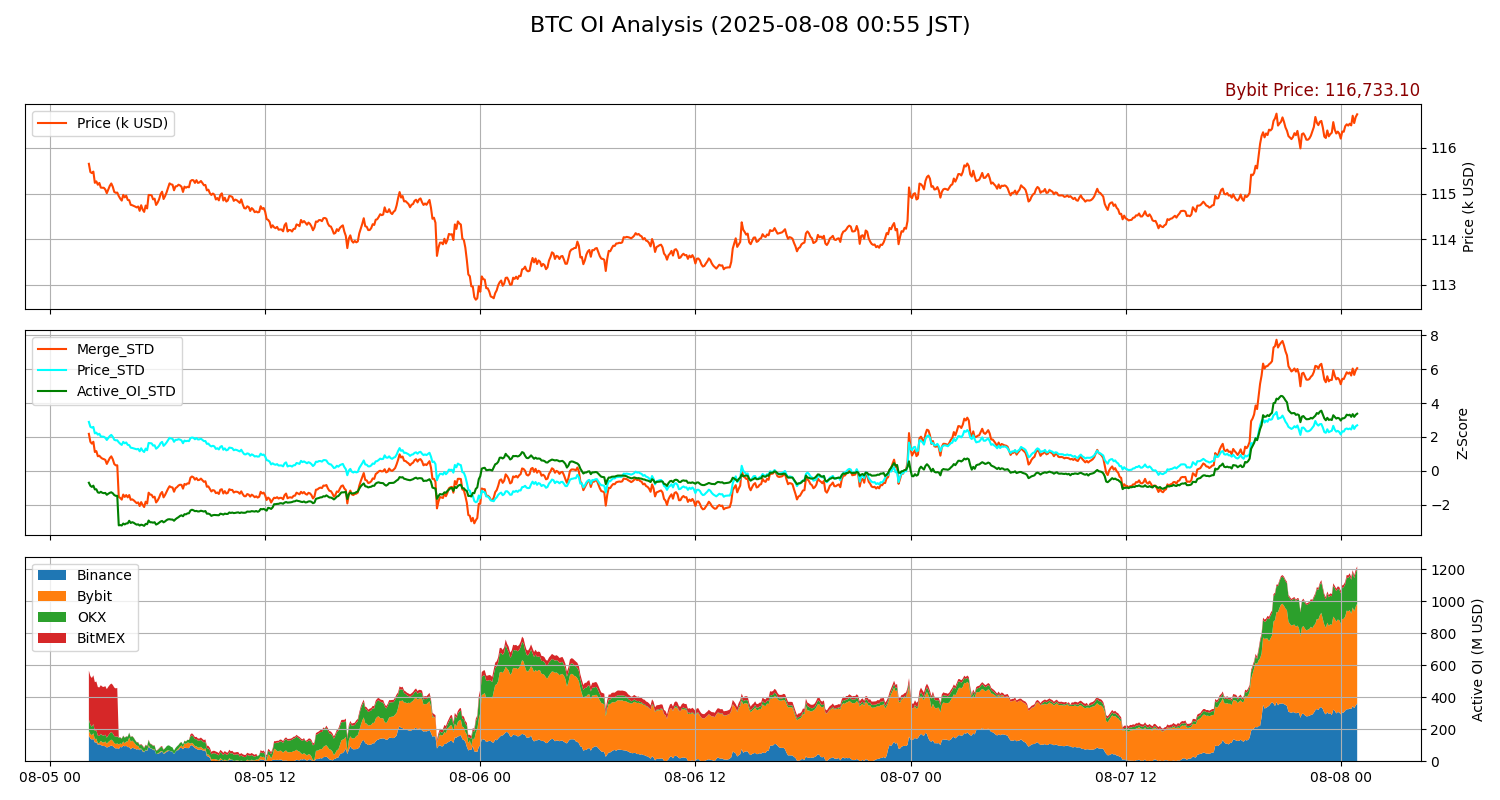 BTC OI Analysis (2025-08-08 00:55 JST)
Bybit Price: 116,733.10
Price (k USD)
116
115
114
113
Price (k USD)
Merge_STD
Price_STD
Active_OI_STD
8
6
4
2
0
−2
Z-Score
Binance
Bybit
OKX
BitMEX
1200
1000
800
600
400
200
0
Active OI (M USD)
08-05 00
08-05 12
08-06 00
08-06 12
08-07 00
08-07 12
08-08 00